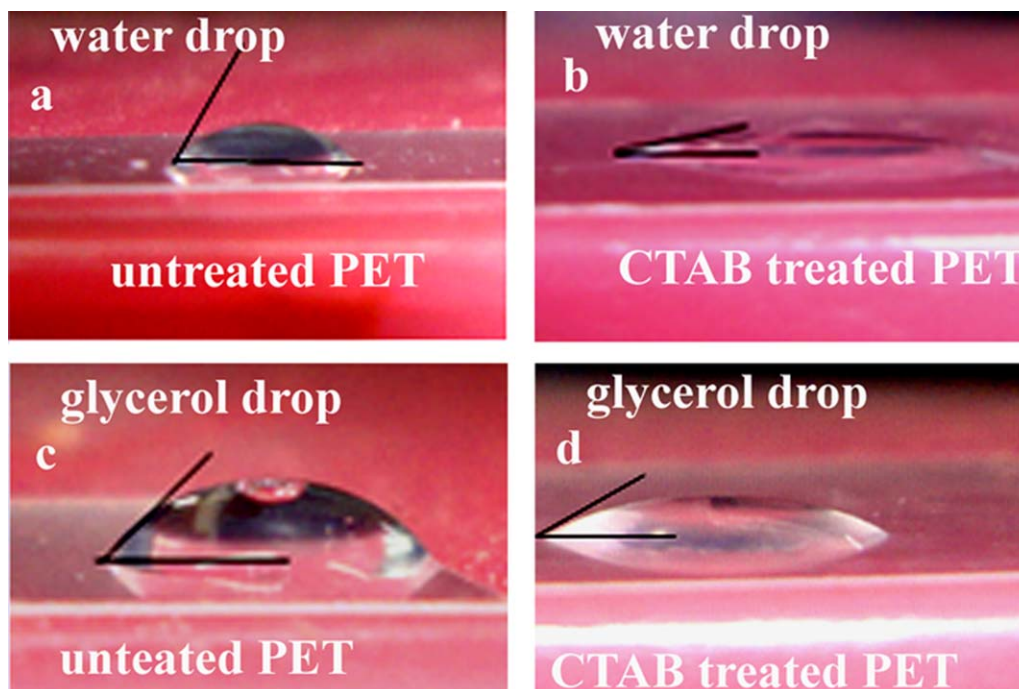 water drop
a
untreated PET
water drop
b
CTAB treated PET
glycerol drop
c
unteated PET
glycerol drop
d
CTAB treated PET